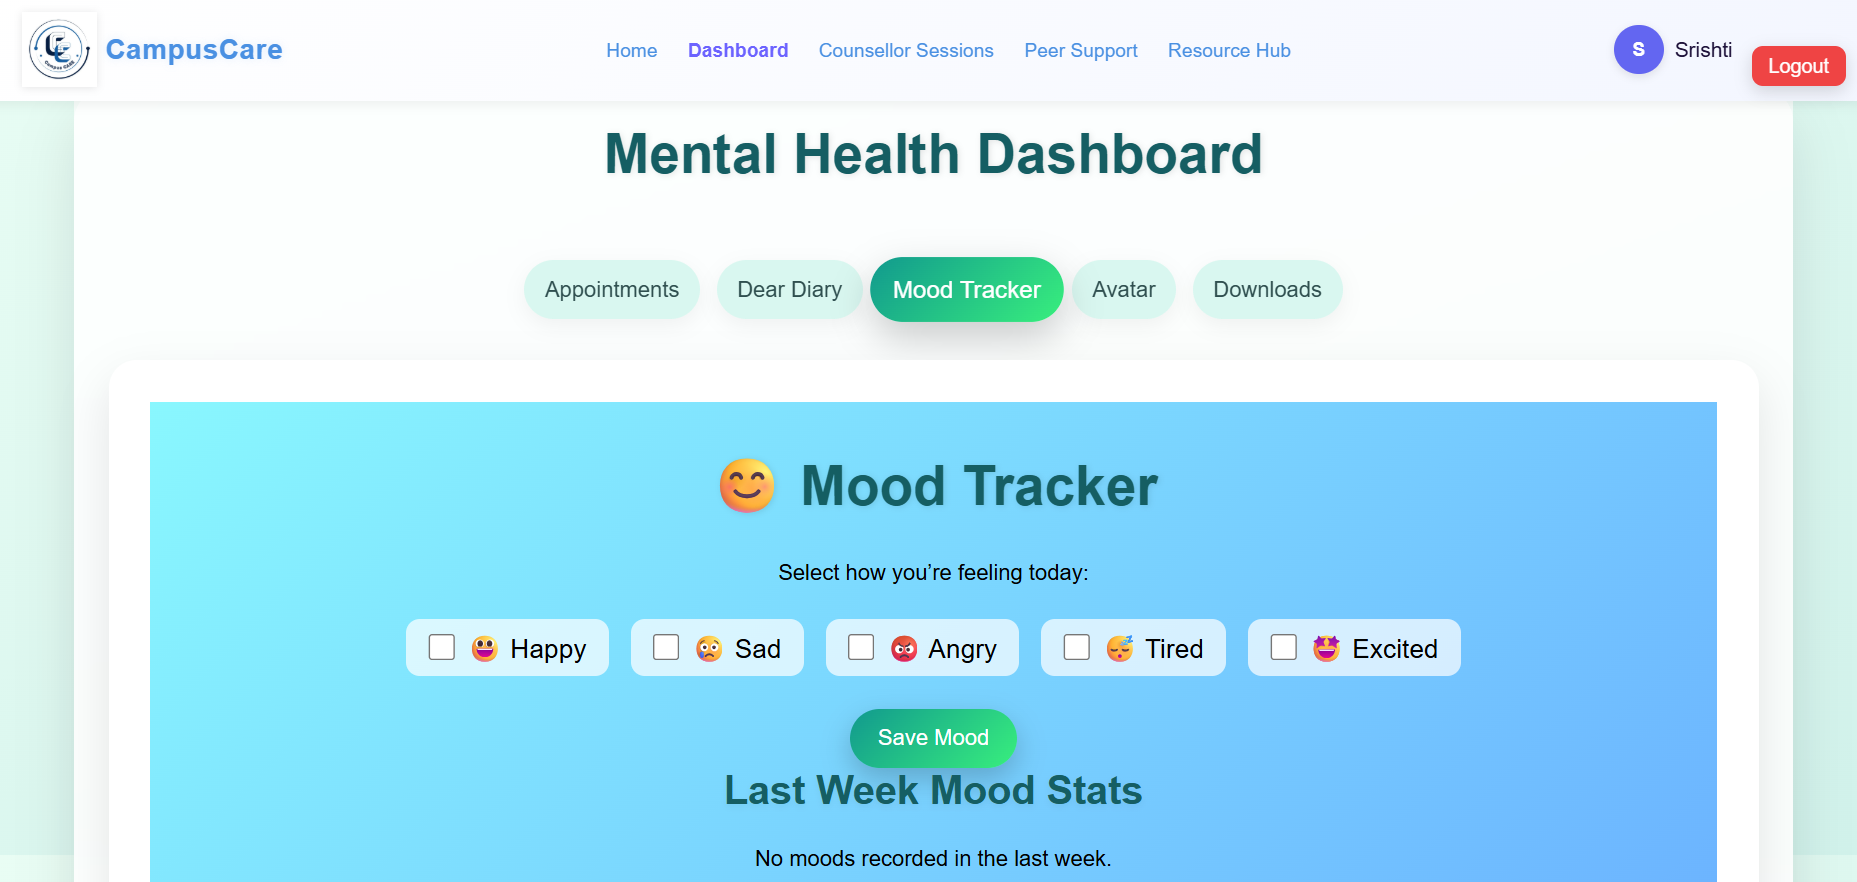 CampusCare
Home Dashboard Counsellor Sessions Peer Support Resource Hub
S Srishti
Logout
Mental Health Dashboard
Appointments Dear Diary Mood Tracker Avatar Downloads
😊 Mood Tracker
Select how you’re feeling today:
😃 Happy 😢 Sad 😡 Angry 😴 Tired 🤩 Excited
Save Mood
Last Week Mood Stats
No moods recorded in the last week.